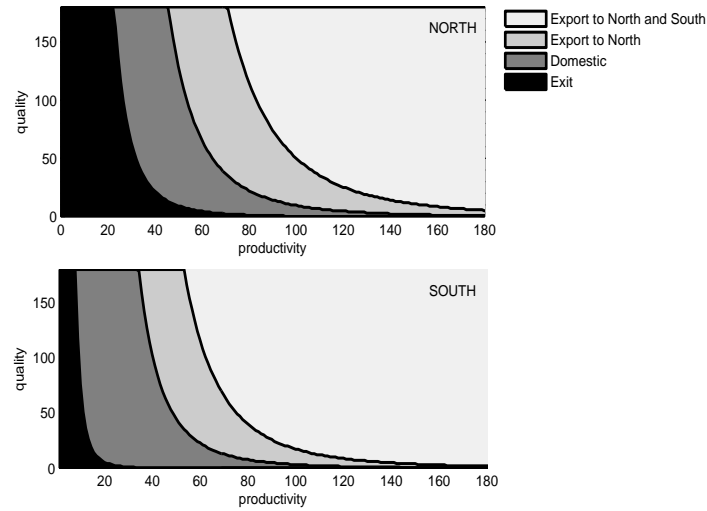 NORTH
quality
150
100
50
0
0 20 40 60 80 100 120 140 160 180
productivity
Export to North and South
Export to North
Domestic
Exit
SOUTH
quality
150
100
50
0
20 40 60 80 100 120 140 160 180
productivity